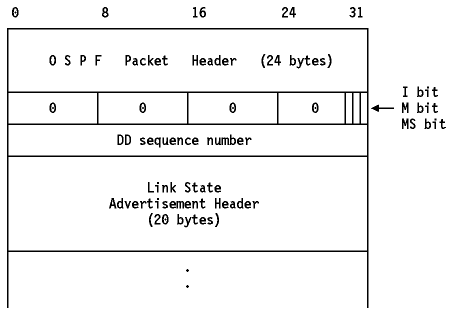 0 8 16 24 31
O S P F Packet Header (24 bytes)
0 0 0 0
I bit
M bit
MS bit
DD sequence number
Link State
Advertisement Header
(20 bytes)
.
.